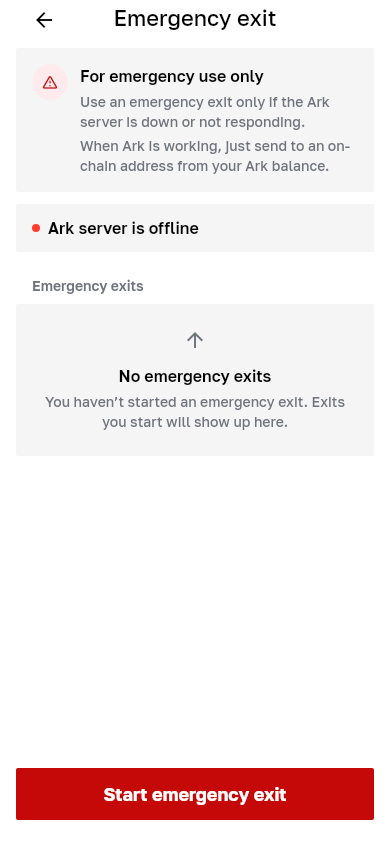 Emergency exit
For emergency use only
Use an emergency exit only if the Ark
server is down or not responding.
When Ark is working, just send to an on-
chain address from your Ark balance.
Ark server is offline
Emergency exits
No emergency exits
You haven’t started an emergency exit. Exits
you start will show up here.
Start emergency exit